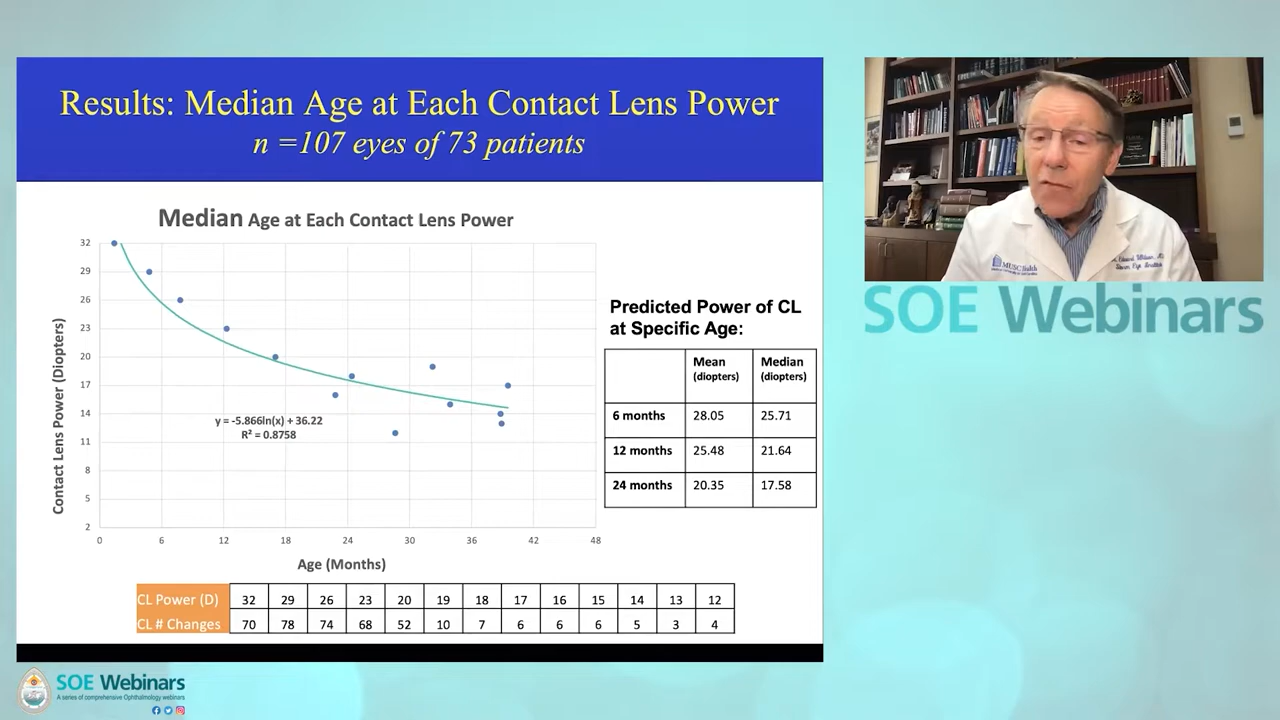 Results: Median Age at Each Contact Lens Power
n =107 eyes of 73 patients
Median Age at Each Contact Lens Power
Contact Lens Power (Diopters)
32
29
26
23
20
17
14
11
8
5
2
y = -5.866ln(x) + 36.22
R² = 0.8758
0 6 12 18 24 30 36 42 48
Age (Months)
Predicted Power of CL
at Specific Age:
Mean (diopters) Median (diopters)
6 months 28.05 25.71
12 months 25.48 21.64
24 months 20.35 17.58
CL Power (D) 32 29 26 23 20 19 18 17 16 15 14 13 12
CL # Changes 70 78 74 68 52 10 7 6 6 6 5 3 4
MUSC Health
SOE Webinars
SOE Webinars
A series of comprehensive Ophthalmology webinars